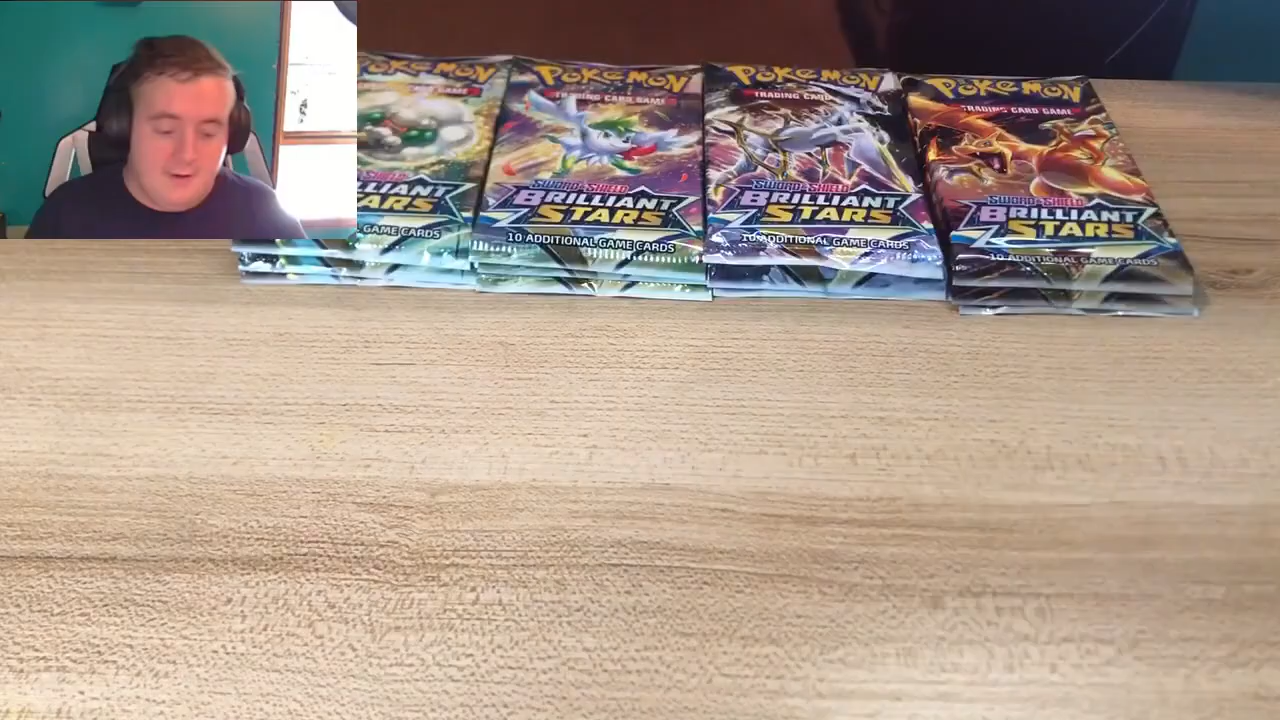 POKÉMON
CARD GAME
LLIANT
ARS
GAME CARDS
POKÉMON
TRADING CARD GAME
SWORD & SHIELD
BRILLIANT
STARS
10 ADDITIONAL GAME CARDS
POKÉMON
TRADING CARD
SWORD & SHIELD
BRILLIANT
STARS
10 ADDITIONAL GAME CARDS
POKÉMON
TRADING CARD GAME
SWORD & SHIELD
BRILLIANT
STARS
10 ADDITIONAL GAME CARDS